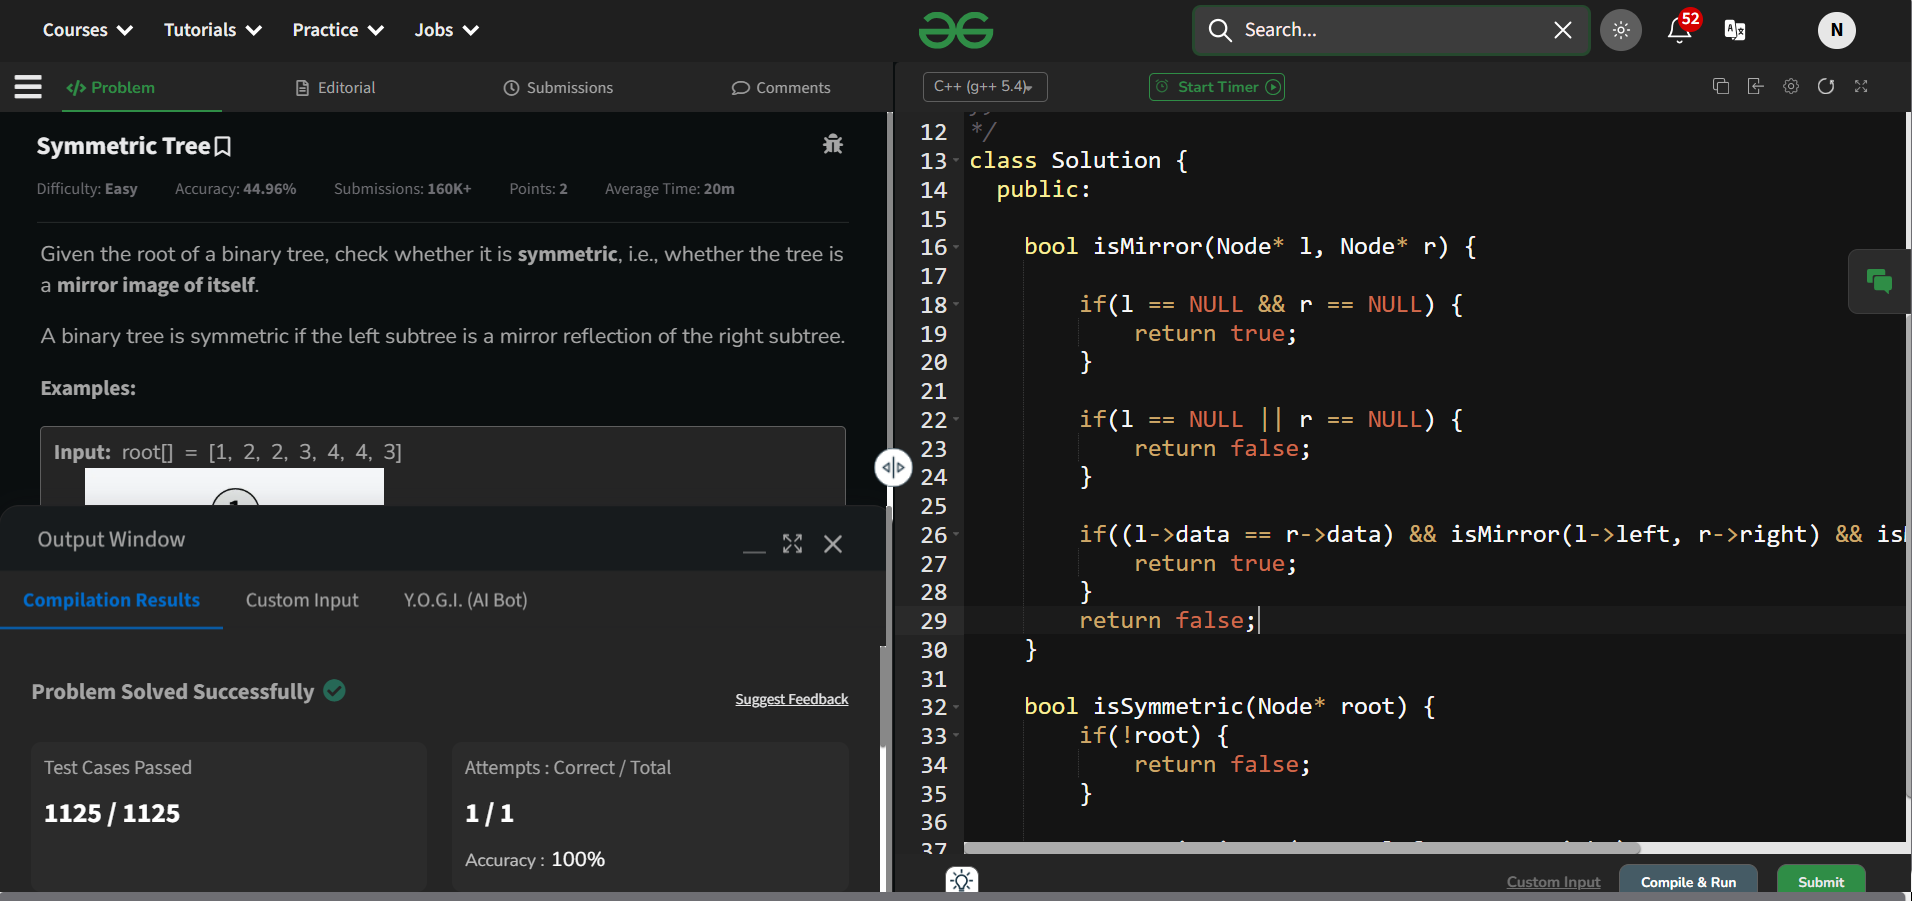 Courses Tutorials Practice Jobs Search... 52 N
Problem Editorial Submissions Comments
C++ (g++ 5.4) Start Timer
Symmetric Tree
Difficulty: Easy Accuracy: 44.96% Submissions: 160K+ Points: 2 Average Time: 20m
Given the root of a binary tree, check whether it is symmetric, i.e., whether the tree is
a mirror image of itself.
A binary tree is symmetric if the left subtree is a mirror reflection of the right subtree.
Examples:
Input: root[] = [1, 2, 2, 3, 4, 4, 3]
Output Window
Compilation Results Custom Input Y.O.G.I. (AI Bot)
Problem Solved Successfully
Suggest Feedback
Test Cases Passed
1125 / 1125
Attempts : Correct / Total
1 / 1
Accuracy : 100%
12 */
13 class Solution {
14 public:
15
16 bool isMirror(Node* l, Node* r) {
17
18 if(l == NULL && r == NULL) {
19 return true;
20 }
21
22 if(l == NULL || r == NULL) {
23 return false;
24 }
25
26 if((l->data == r->data) && isMirror(l->left, r->right) && is
27 return true;
28 }
29 return false;
30 }
31
32 bool isSymmetric(Node* root) {
33 if(!root) {
34 return false;
35 }
36
37
Custom Input Compile & Run Submit